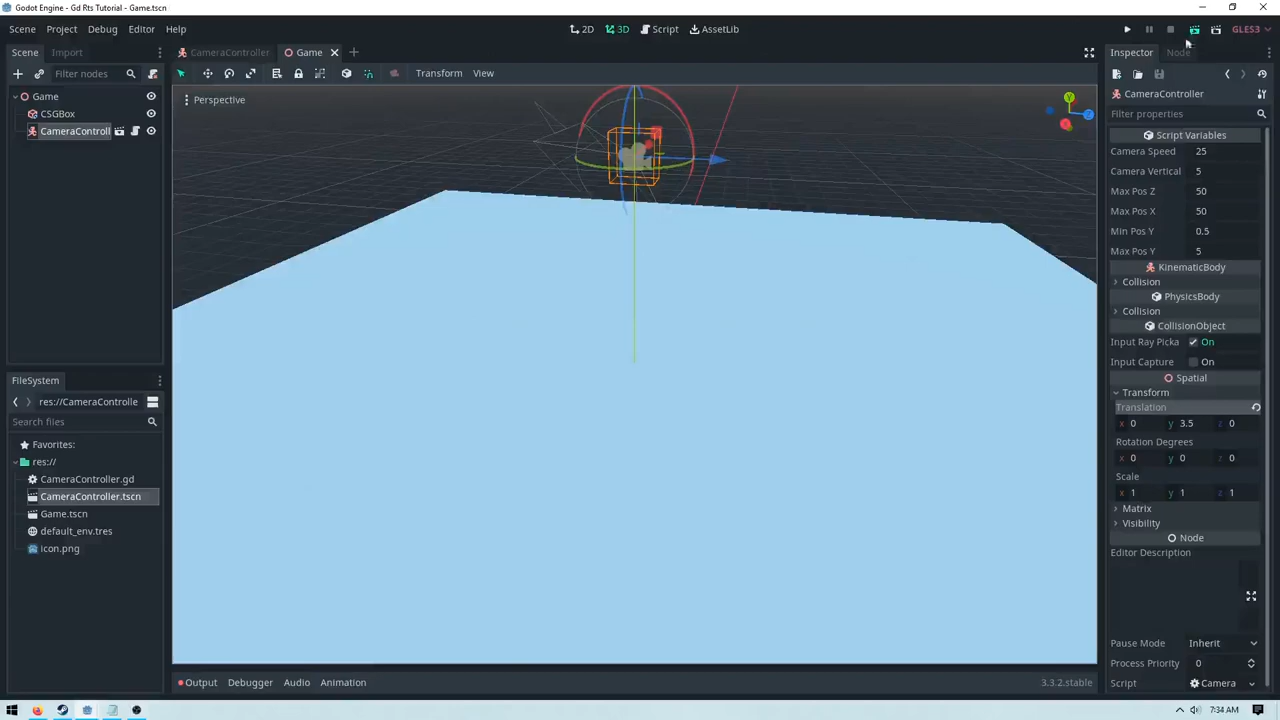 Godot Engine - Gd Rts Tutorial - Game.tscn
Scene Project Debug Editor Help
2D 3D Script AssetLib
GLES3
Scene Import
CameraController Game
Inspector Node
Filter nodes
Transform View
Game
CSGBox
CameraControll
Perspective
CameraController
Filter properties
Script Variables
Camera Speed 25
Camera Vertical 5
Max Pos Z 50
Max Pos X 50
Min Pos Y 0.5
Max Pos Y 5
KinematicBody
Collision
PhysicsBody
Collision
CollisionObject
Input Ray Picka On
Input Capture On
Spatial
Transform
Translation
x 0 y 3.5 z 0
Rotation Degrees
x 0 y 0 z 0
Scale
x 1 y 1 z 1
Matrix
Visibility
Node
Editor Description
Pause Mode Inherit
Process Priority 0
Script Camera
FileSystem
res://CameraControlle
Search files
Favorites:
res://
CameraController.gd
CameraController.tscn
Game.tscn
default_env.tres
icon.png
Output Debugger Audio Animation
3.3.2.stable
Y
Z
7:34 AM